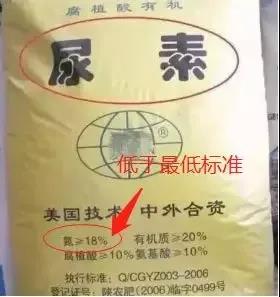 腐植酸有机
尿素
®
低于最低标准
美国技术 中外合资
氮≥18% 有机质≥20%
腐植酸≥10% 氨基酸≥10%
执行标准：Q/CGYZ003-2006
登记证号：陕农肥(2006)临字0499号